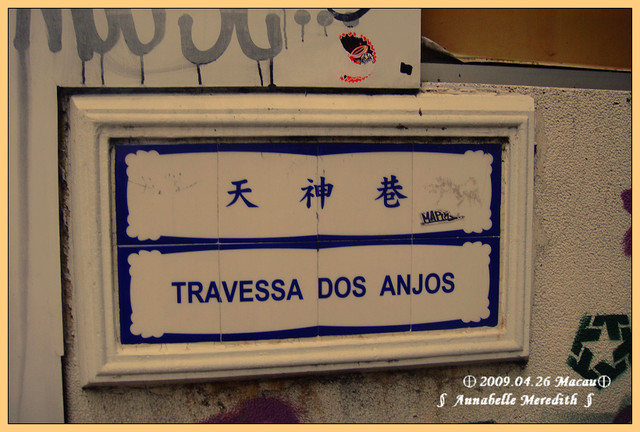 天神巷
TRAVESSA DOS ANJOS
⏀ 2009.04.26 Macau⏀
∮ Annabelle Meredith ∮